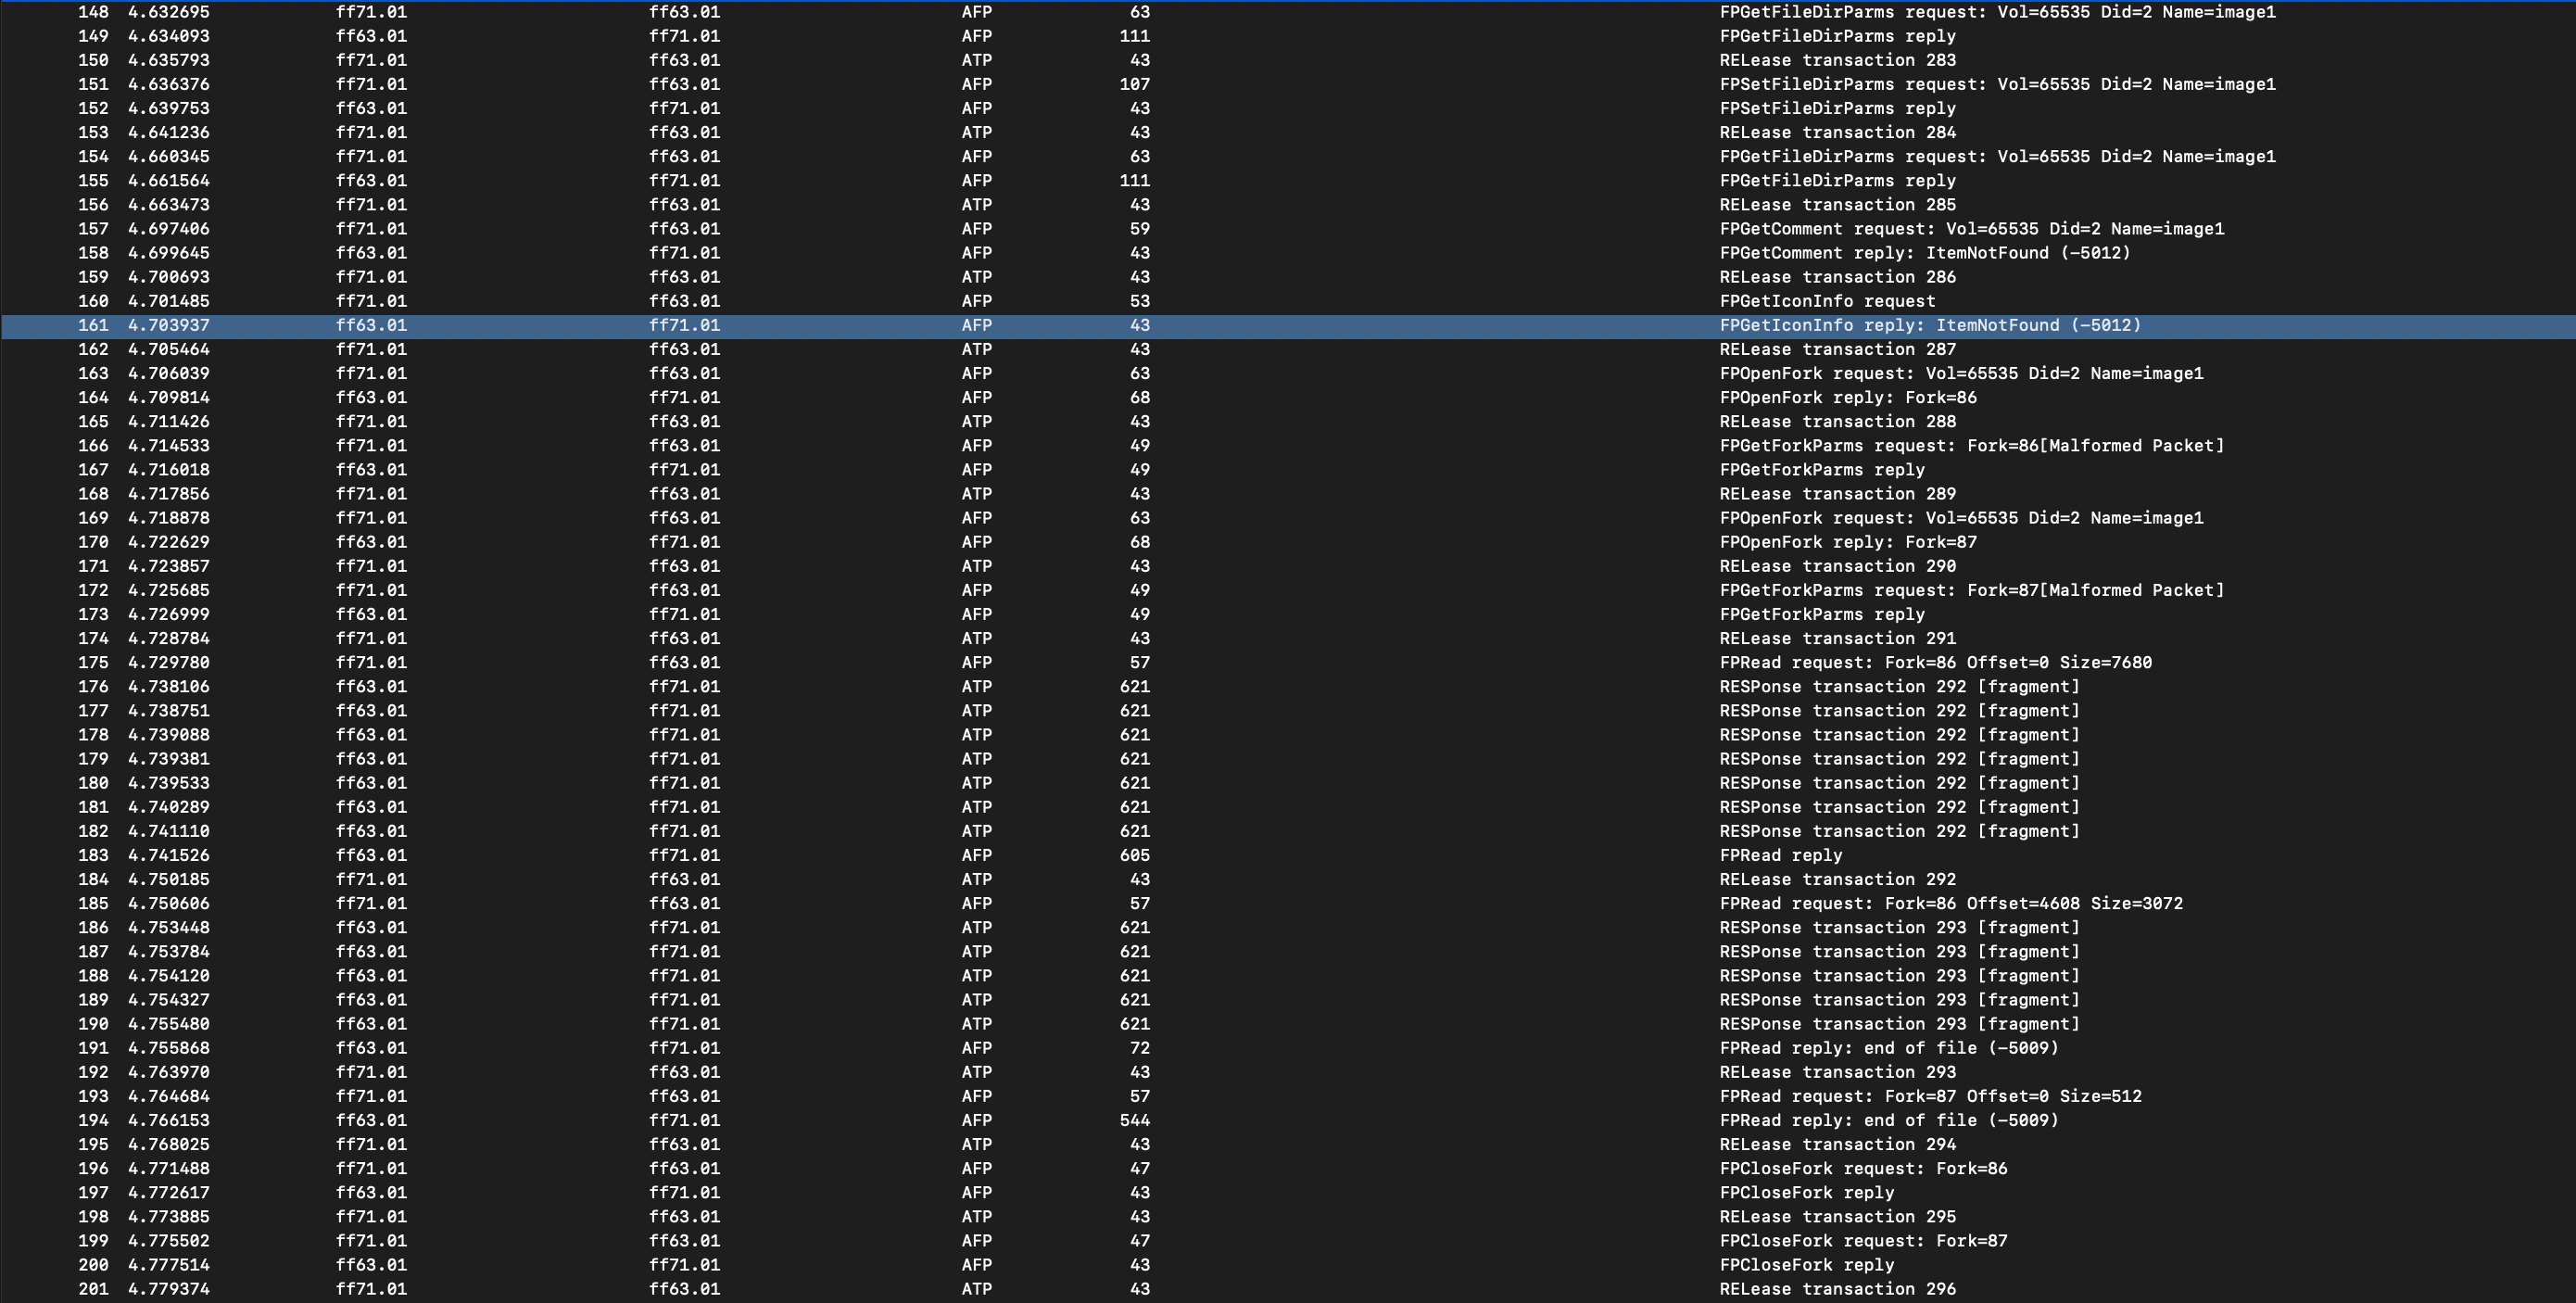 148 4.632695 ff71.01 ff63.01 AFP 63 FPGetFileDirParms request: Vol=65535 Did=2 Name=image1
149 4.634093 ff63.01 ff71.01 AFP 111 FPGetFileDirParms reply
150 4.635793 ff71.01 ff63.01 ATP 43 RELease transaction 283
151 4.636376 ff71.01 ff63.01 AFP 107 FPSetFileDirParms request: Vol=65535 Did=2 Name=image1
152 4.639753 ff63.01 ff71.01 AFP 43 FPSetFileDirParms reply
153 4.641236 ff71.01 ff63.01 ATP 43 RELease transaction 284
154 4.660345 ff71.01 ff63.01 AFP 63 FPGetFileDirParms request: Vol=65535 Did=2 Name=image1
155 4.661564 ff63.01 ff71.01 AFP 111 FPGetFileDirParms reply
156 4.663473 ff71.01 ff63.01 ATP 43 RELease transaction 285
157 4.697406 ff71.01 ff63.01 AFP 59 FPGetComment request: Vol=65535 Did=2 Name=image1
158 4.699645 ff63.01 ff71.01 AFP 43 FPGetComment reply: ItemNotFound (-5012)
159 4.700693 ff71.01 ff63.01 ATP 43 RELease transaction 286
160 4.701485 ff71.01 ff63.01 AFP 53 FPGetIconInfo request
161 4.703937 ff63.01 ff71.01 AFP 43 FPGetIconInfo reply: ItemNotFound (-5012)
162 4.705464 ff71.01 ff63.01 ATP 43 RELease transaction 287
163 4.706039 ff71.01 ff63.01 AFP 63 FPOpenFork request: Vol=65535 Did=2 Name=image1
164 4.709814 ff63.01 ff71.01 AFP 68 FPOpenFork reply: Fork=86
165 4.711426 ff71.01 ff63.01 ATP 43 RELease transaction 288
166 4.714533 ff71.01 ff63.01 AFP 49 FPGetForkParms request: Fork=86[Malformed Packet]
167 4.716018 ff63.01 ff71.01 AFP 49 FPGetForkParms reply
168 4.717856 ff71.01 ff63.01 ATP 43 RELease transaction 289
169 4.718878 ff71.01 ff63.01 AFP 63 FPOpenFork request: Vol=65535 Did=2 Name=image1
170 4.722629 ff63.01 ff71.01 AFP 68 FPOpenFork reply: Fork=87
171 4.723857 ff71.01 ff63.01 ATP 43 RELease transaction 290
172 4.725685 ff71.01 ff63.01 AFP 49 FPGetForkParms request: Fork=87[Malformed Packet]
173 4.726999 ff63.01 ff71.01 AFP 49 FPGetForkParms reply
174 4.728784 ff71.01 ff63.01 ATP 43 RELease transaction 291
175 4.729780 ff71.01 ff63.01 AFP 57 FPRead request: Fork=86 Offset=0 Size=7680
176 4.738106 ff63.01 ff71.01 ATP 621 RESPonse transaction 292 [fragment]
177 4.738751 ff63.01 ff71.01 ATP 621 RESPonse transaction 292 [fragment]
178 4.739088 ff63.01 ff71.01 ATP 621 RESPonse transaction 292 [fragment]
179 4.739381 ff63.01 ff71.01 ATP 621 RESPonse transaction 292 [fragment]
180 4.739533 ff63.01 ff71.01 ATP 621 RESPonse transaction 292 [fragment]
181 4.740289 ff63.01 ff71.01 ATP 621 RESPonse transaction 292 [fragment]
182 4.741110 ff63.01 ff71.01 ATP 621 RESPonse transaction 292 [fragment]
183 4.741526 ff63.01 ff71.01 AFP 605 FPRead reply
184 4.750185 ff71.01 ff63.01 ATP 43 RELease transaction 292
185 4.750606 ff71.01 ff63.01 AFP 57 FPRead request: Fork=86 Offset=4608 Size=3072
186 4.753448 ff63.01 ff71.01 ATP 621 RESPonse transaction 293 [fragment]
187 4.753784 ff63.01 ff71.01 ATP 621 RESPonse transaction 293 [fragment]
188 4.754120 ff63.01 ff71.01 ATP 621 RESPonse transaction 293 [fragment]
189 4.754327 ff63.01 ff71.01 ATP 621 RESPonse transaction 293 [fragment]
190 4.755480 ff63.01 ff71.01 ATP 621 RESPonse transaction 293 [fragment]
191 4.755868 ff63.01 ff71.01 AFP 72 FPRead reply: end of file (-5009)
192 4.763970 ff71.01 ff63.01 ATP 43 RELease transaction 293
193 4.764684 ff71.01 ff63.01 AFP 57 FPRead request: Fork=87 Offset=0 Size=512
194 4.766153 ff63.01 ff71.01 AFP 544 FPRead reply: end of file (-5009)
195 4.768025 ff71.01 ff63.01 ATP 43 RELease transaction 294
196 4.771488 ff71.01 ff63.01 AFP 47 FPCloseFork request: Fork=86
197 4.772617 ff63.01 ff71.01 AFP 43 FPCloseFork reply
198 4.773885 ff71.01 ff63.01 ATP 43 RELease transaction 295
199 4.775502 ff71.01 ff63.01 AFP 47 FPCloseFork request: Fork=87
200 4.777514 ff63.01 ff71.01 AFP 43 FPCloseFork reply
201 4.779374 ff71.01 ff63.01 ATP 43 RELease transaction 296